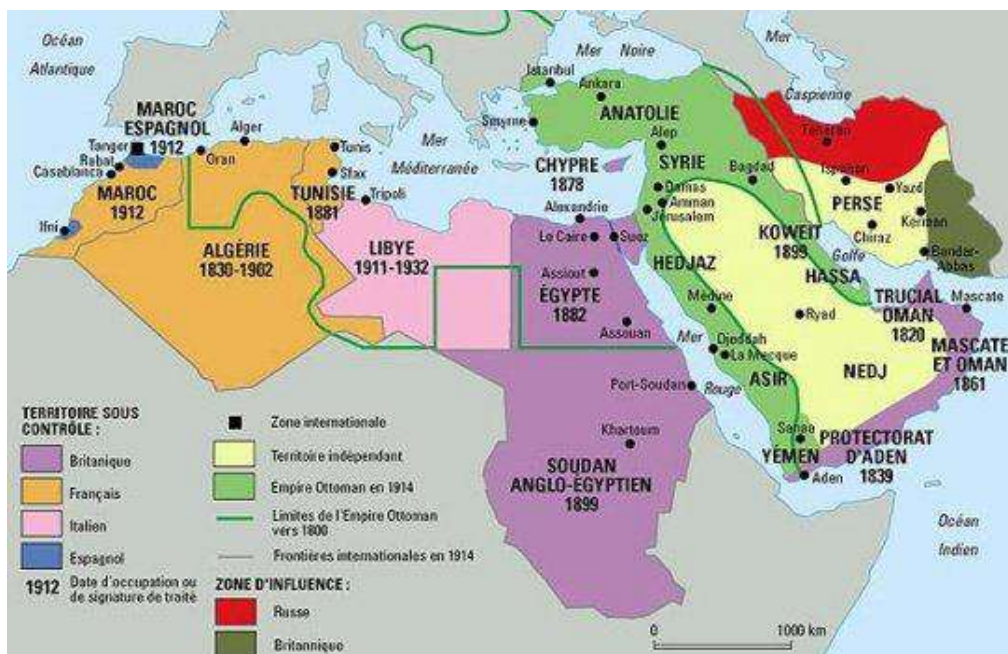 Océan
Atlantique
Mer Noire
Mer
Caspienne
Istanbul
Ankara
ANATOLIE
Smyrne
Alep
SYRIE
Téhéran
MAROC
ESPAGNOL
1912
Tanger
Rabat
Casablanca
MAROC
1912
Ifni
Alger
Oran
Tunis
Sfax
TUNISIE
1881
Tripoli
Mer
Méditerranée
CHYPRE
1878
Bagdad
Damas
Amman
Jérusalem
Ispahan
Yazd
PERSE
Kerman
Chiraz
Bender-
Abbas
Golfe
ALGÉRIE
1830-1902
LIBYE
1911-1932
Alexandrie
Le Caire
Suez
Assiout
ÉGYPTE
1882
Assouan
HEDJAZ
KOWEIT
1899
HASSA
TRUCIAL
OMAN
1820
Mascate
MASCATE
ET OMAN
1861
Médine
Ryad
Mer
Rouge
Djeddah
La Mecque
ASIR
NEDJ
Port-Soudan
Khartoum
SOUDAN
ANGLO-ÉGYPTIEN
1899
Sanaa
YÉMEN
Aden
PROTECTORAT
D'ADEN
1839
Océan
Indien
TERRITOIRE SOUS
CONTRÔLE :
Britanique
Français
Italien
Espagnol
1912 Date d'occupation ou
de signature de traité
Zone internationale
Territoire indépendant
Empire Ottoman en 1914
Limites de l'Empire Ottoman
vers 1800
Frontières internationales en 1914
ZONE D'INFLUENCE :
Russe
Britannique
0 1000 km